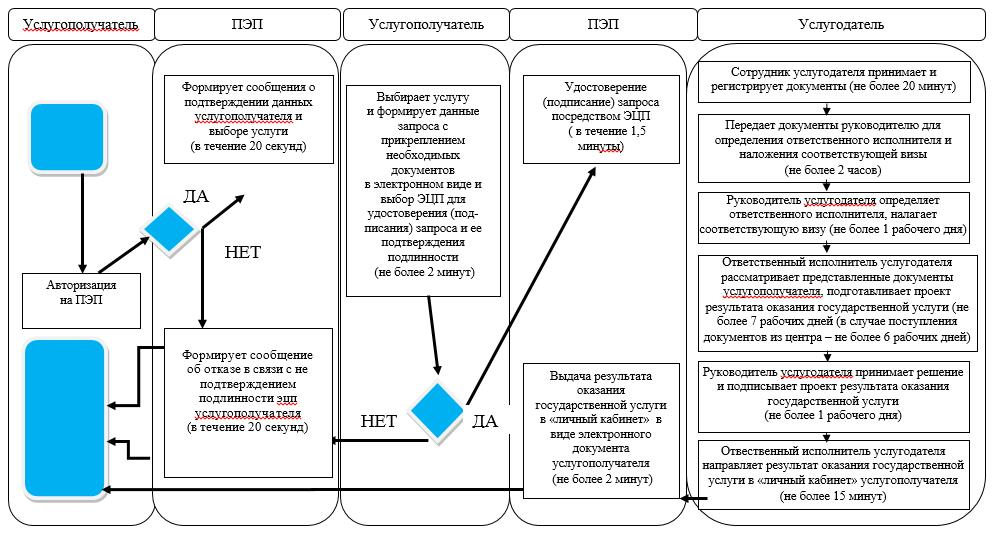 Услугополучатель
ПЭП
Услугополучатель
ПЭП
Услугодатель
Авторизация
на ПЭП
Формирует сообщения о
подтверждении данных
услугополучателя и
выборе услуги
(в течение 20 секунд)
ДА
НЕТ
Формирует сообщение
об отказе в связи с не
подтверждением
подлинности эцп
услугополучателя
(в течение 20 секунд)
Выбирает услугу
и формирует данные
запроса с
прикреплением
необходимых
документов
в электронном виде и
выбор ЭЦП для
удостоверения (под-
писания) запроса и ее
подтверждения
подлинности
(не более 2 минут)
НЕТ
ДА
Удостоверение
(подписание) запроса
посредством ЭЦП
( в течение 1,5
минуты)
Выдача результата
оказания
государственной услуги
в «личный кабинет» в
виде электронного
документа
услугополучателя
(не более 2 минут)
Сотрудник услугодателя принимает и
регистрирует документы (не более 20 минут)
Передает документы руководителю для
определения ответственного исполнителя и
наложения соответствующей визы
(не более 2 часов)
Руководитель услугодателя определяет
ответственного исполнителя, налагает
соответствующую визу (не более 1 рабочего дня)
Ответственный исполнитель услугодателя
рассматривает представленные документы
услугополучателя, подготавливает проект
результата оказания государственной услуги (не
более 7 рабочих дней (в случае поступления
документов из центра – не более 6 рабочих дней)
Руководитель услугодателя принимает решение
и подписывает проект результата оказания
государственной услуги
(не более 1 рабочего дня)
Отвественный исполнитель услугодателя
направляет результат оказания государственной
услуги в «личный кабинет» услугополучателя
(не более 15 минут)